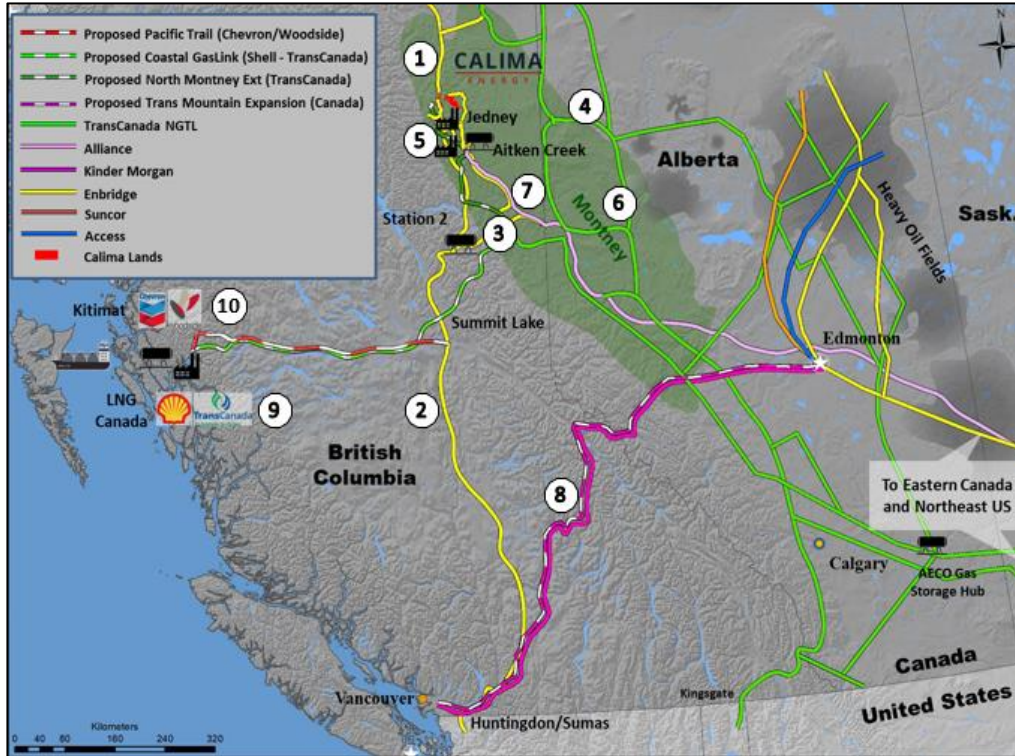 Proposed Pacific Trail (Chevron/Woodside)
Proposed Coastal GasLink (Shell - TransCanada)
Proposed North Montney Ext (TransCanada)
Proposed Trans Mountain Expansion (Canada)
TransCanada NGTL
Alliance
Kinder Morgan
Enbridge
Suncor
Access
Calima Lands
1
CALIMA
ENERGY
N
4
Jedney
5
Aitken Creek
Alberta
7
6
Montney
Heavy Oil Fields
Sask.
Station 2
3
Kitimat
Chevron
10
Summit Lake
Edmonton
LNG
Canada
TransCanada
9
2
British
Columbia
To Eastern Canada
and Northeast US
8
Calgary
AECO Gas
Storage Hub
Canada
United States
Kingsgate
Vancouver
Huntingdon/Sumas
Kilometers
0 40 80 160 240 320